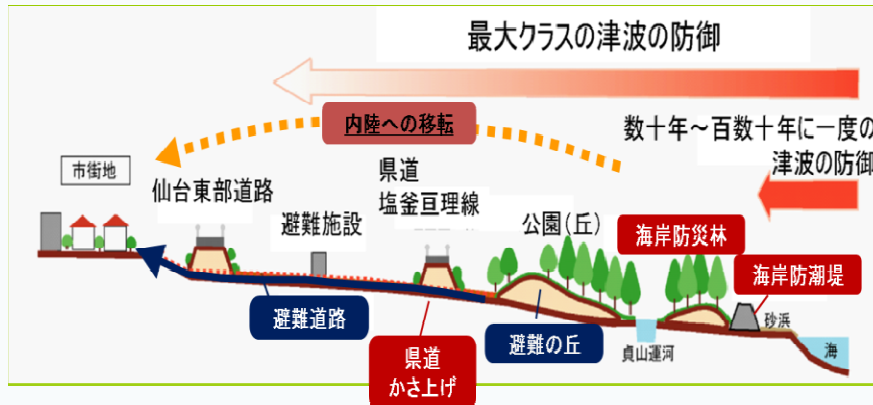 最大クラスの津波の防御
内陸への移転
数十年～百数十年に一度の
津波の防御
市街地
仙台東部道路
県道
塩釜亘理線
避難施設
公園(丘)
海岸防災林
海岸防潮堤
避難道路
県道
かさ上げ
避難の丘
貞山運河
砂浜
海